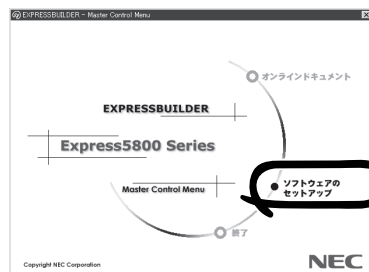 EXPRESSBUILDER - Master Control Menu
オンラインドキュメント
EXPRESSBUILDER
Express5800 Series
ソフトウェアの
セットアップ
Master Control Menu
終了
Copyright NEC Corporation
NEC